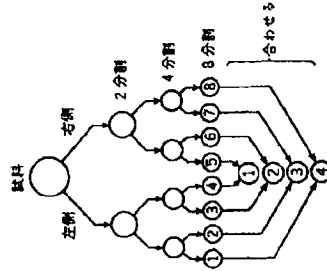 試料
左側
右側
2分割
4分割
8分割
① ② ③ ④ ⑤ ⑥ ⑦ ⑧
合わせる
①
②
③
④